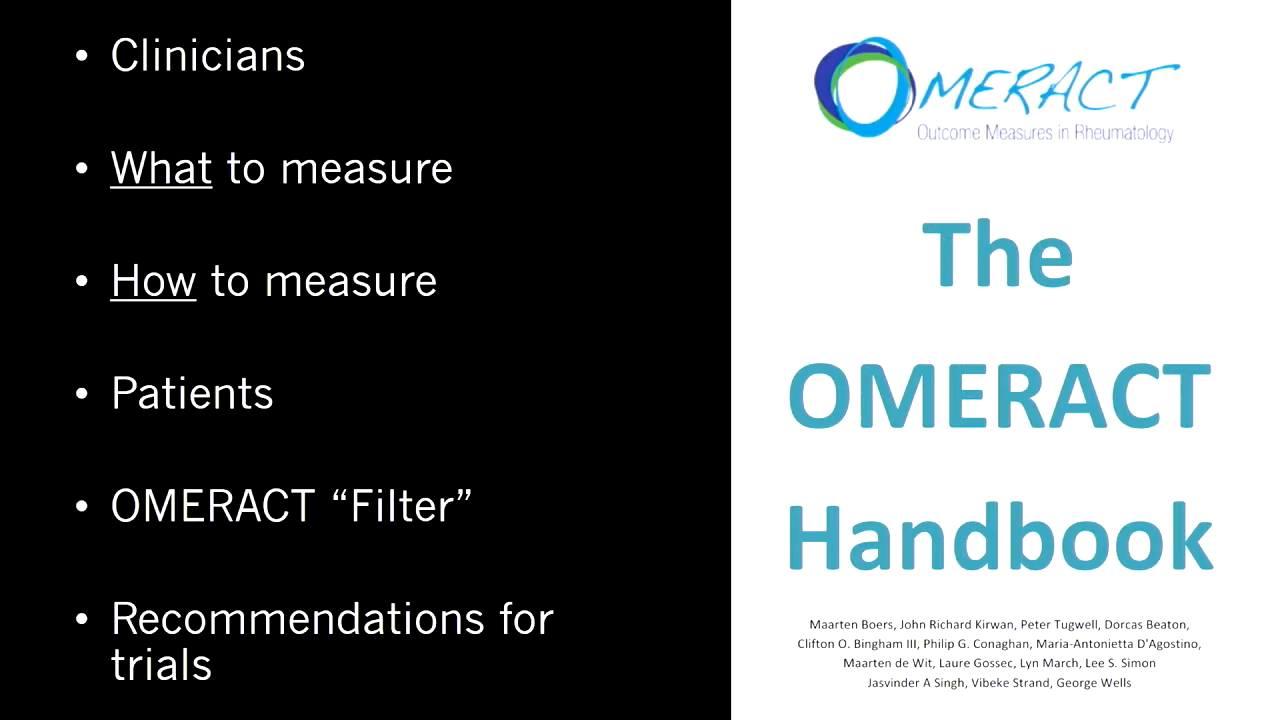 • Clinicians
• What to measure
• How to measure
• Patients
• OMERACT “Filter”
• Recommendations for
trials
OMERACT
Outcome Measures in Rheumatology
The
OMERACT
Handbook
Maarten Boers, John Richard Kirwan, Peter Tugwell, Dorcas Beaton,
Clifton O. Bingham III, Philip G. Conaghan, Maria-Antonietta D'Agostino,
Maarten de Wit, Laure Gossec, Lyn March, Lee S. Simon
Jasvinder A Singh, Vibeke Strand, George Wells